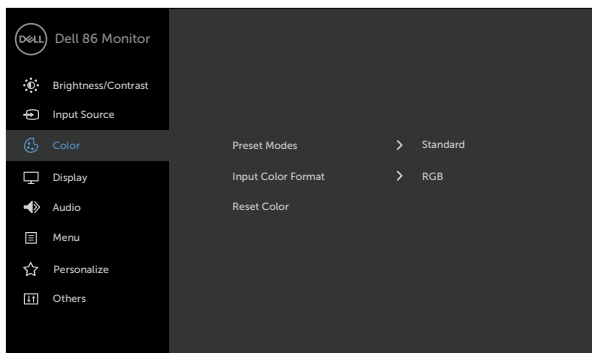 DELL Dell 86 Monitor
Brightness/Contrast
Input Source
Color
Preset Modes Standard
Display
Input Color Format RGB
Audio
Reset Color
Menu
Personalize
Others